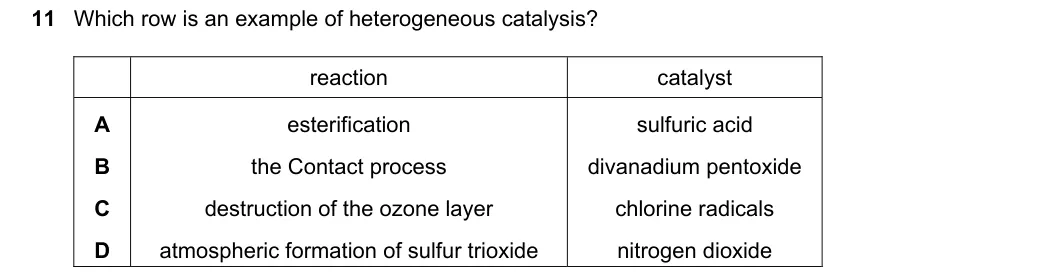 11 Which row is an example of heterogeneous catalysis?
reaction catalyst
A esterification sulfuric acid
B the Contact process divanadium pentoxide
C destruction of the ozone layer chlorine radicals
D atmospheric formation of sulfur trioxide nitrogen dioxide